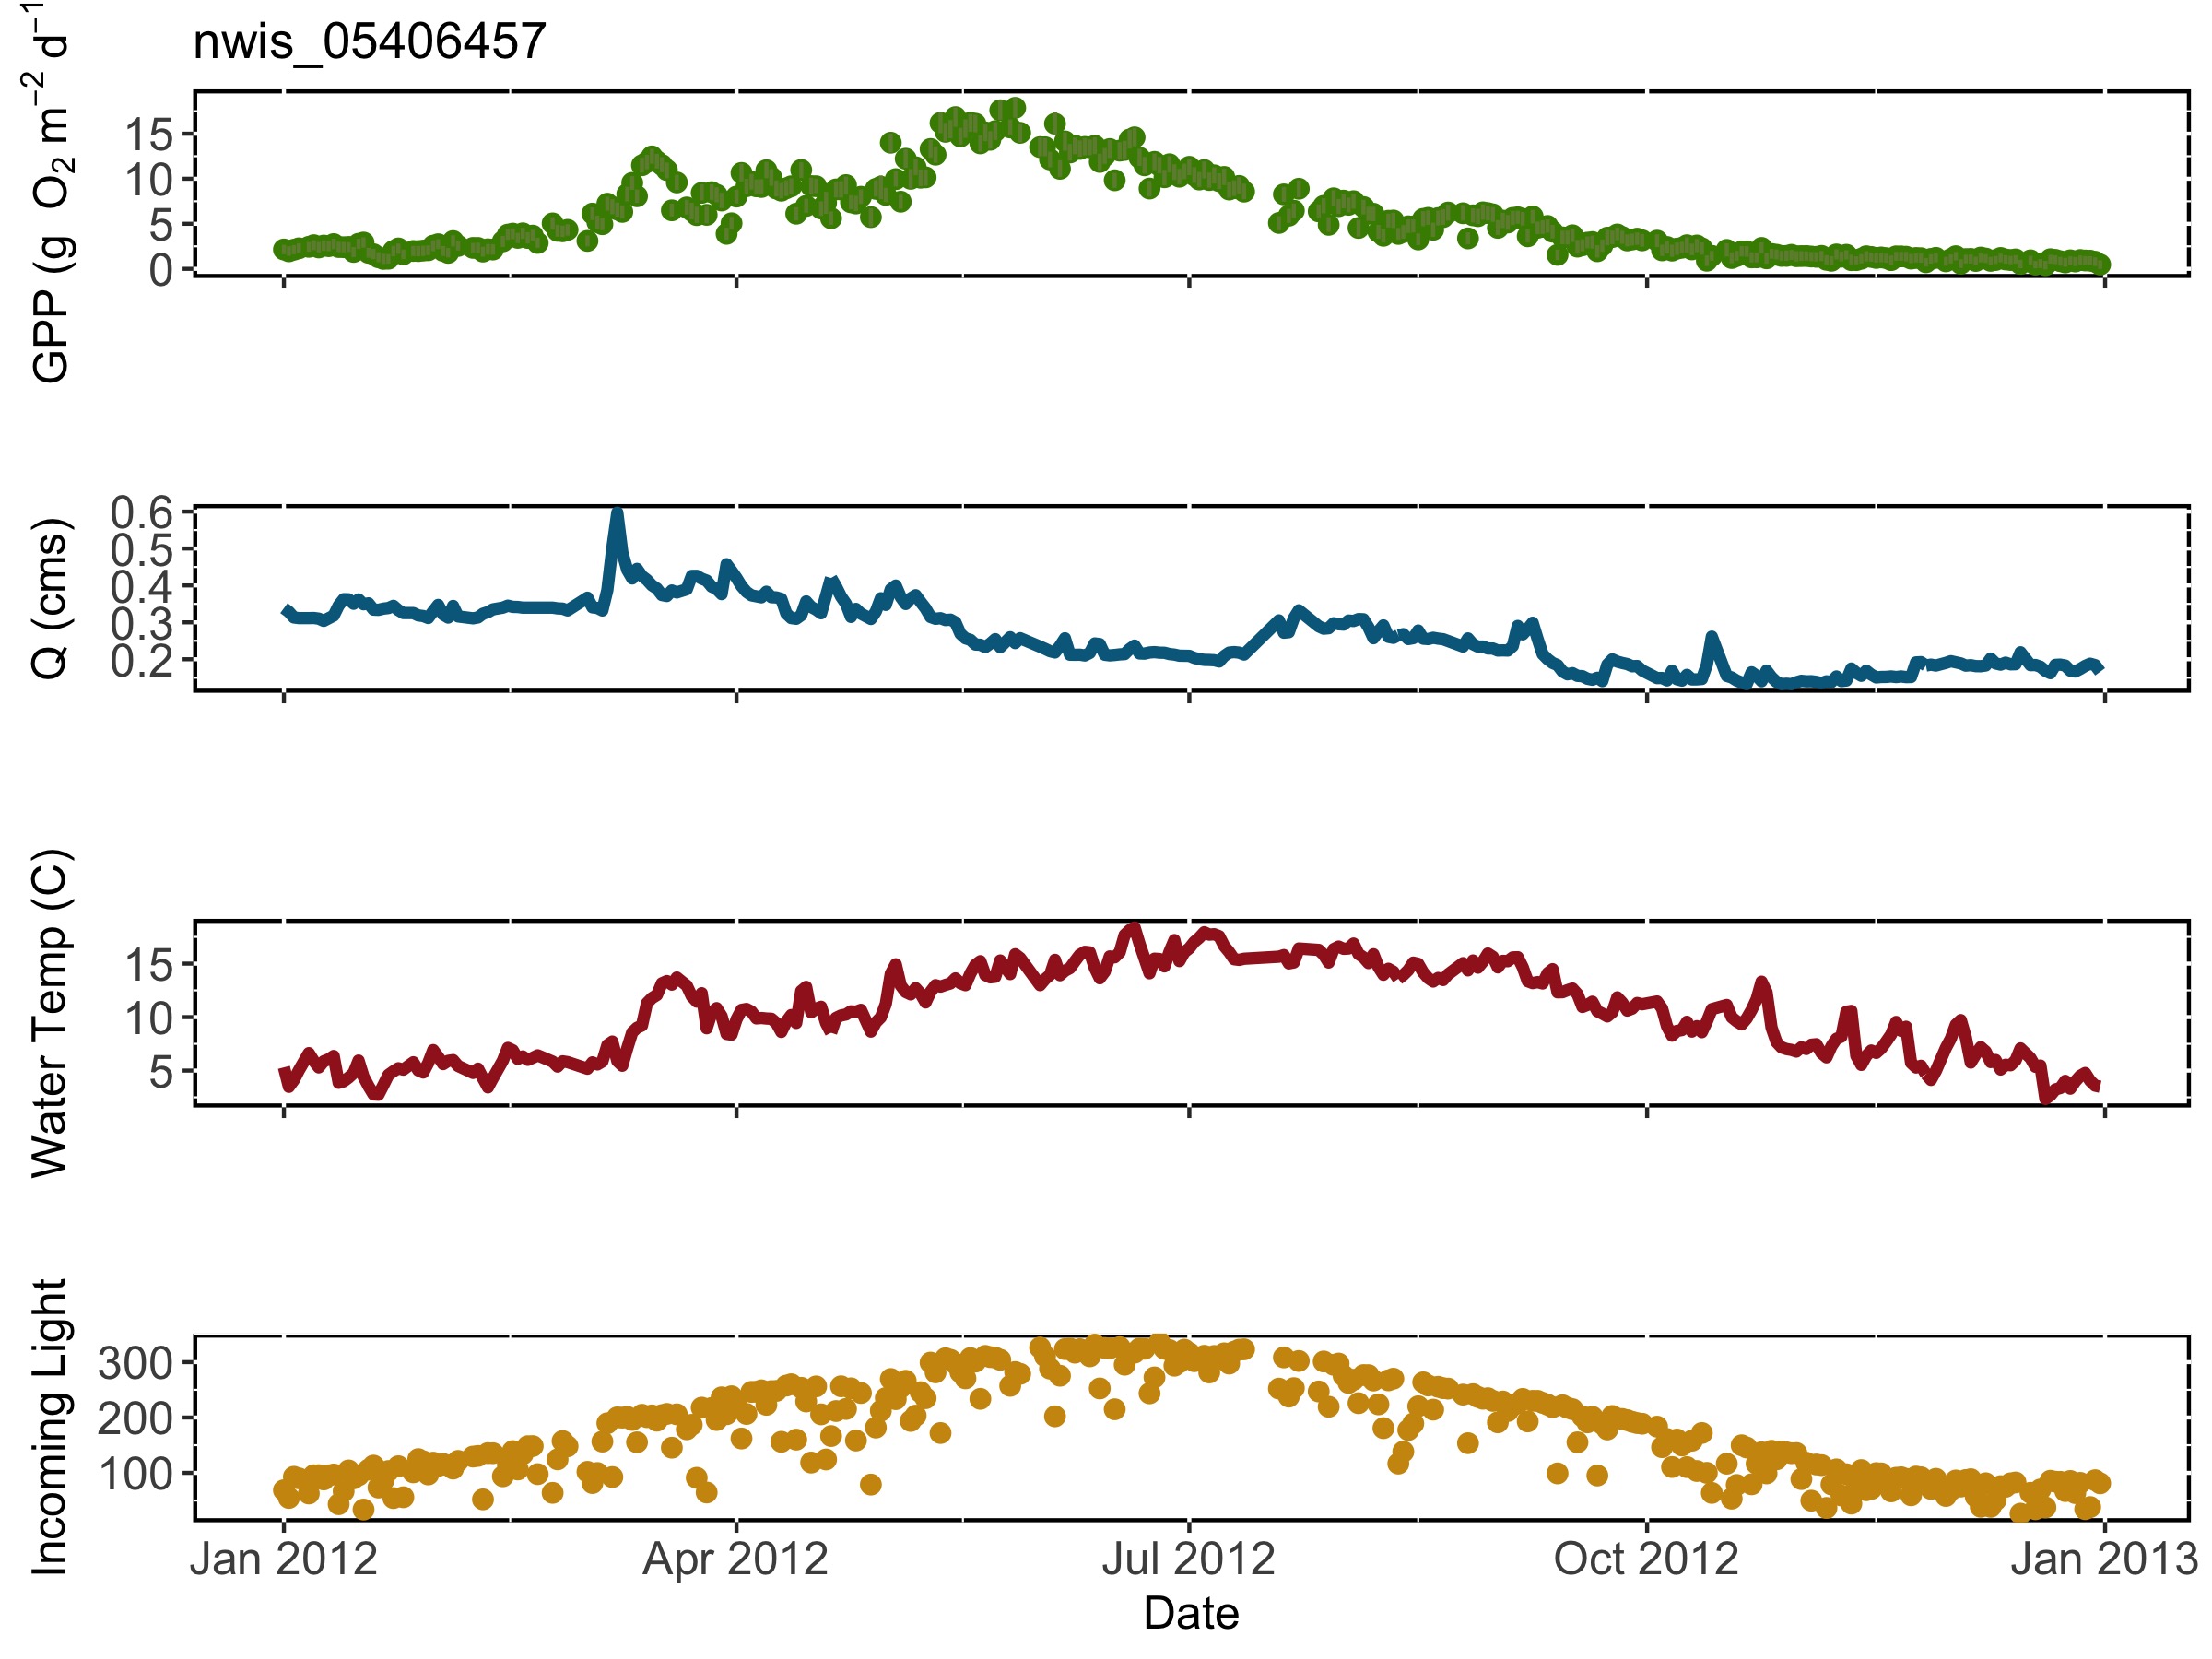 nwis_05406457
GPP (g O₂ m⁻² d⁻¹
15
10
5
0
Q (cms)
0.6
0.5
0.4
0.3
0.2
Water Temp (C)
15
10
5
Incoming Light
300
200
100
Jan 2012 Apr 2012 Jul 2012 Oct 2012 Jan 2013
Date